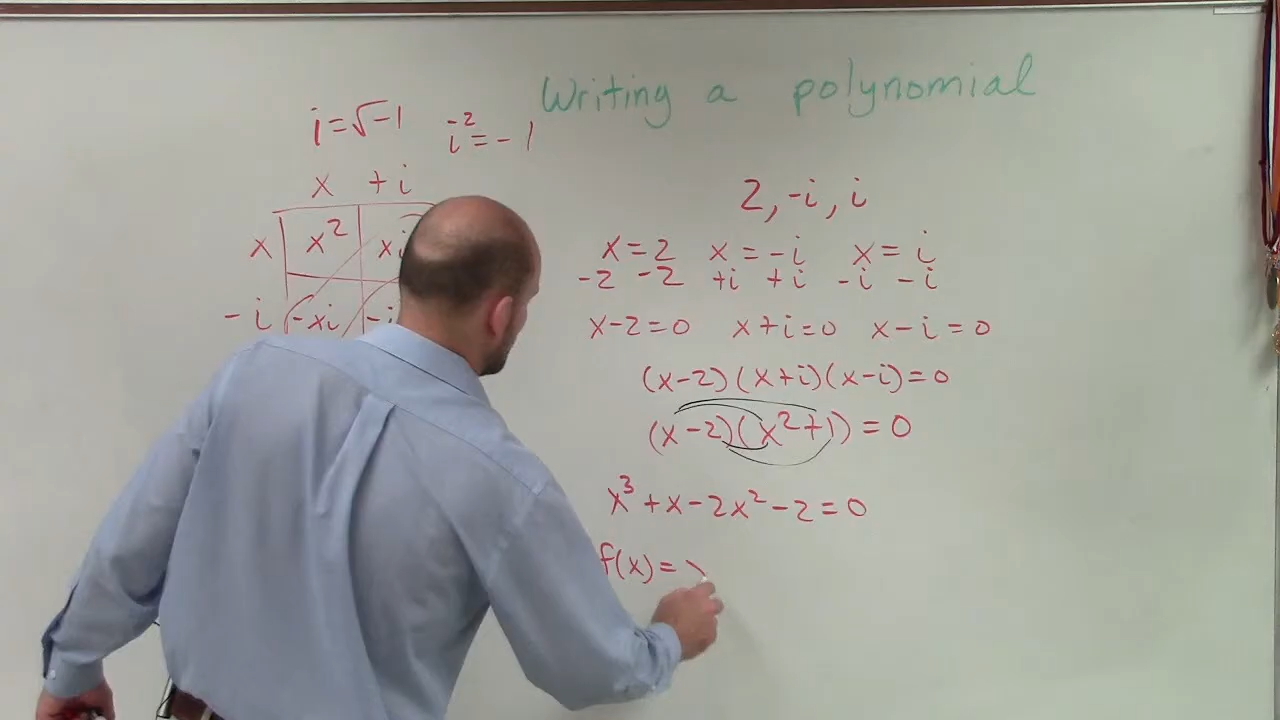 Writing a polynomial
i = √-1
i² = -1
x + i
x x² xi
-i -xi -i
2, -i, i
x = 2 x = -i x = i
-2 -2 +i +i -i -i
x-2=0 x+i=0 x-i=0
(x-2)(x+i)(x-i)=0
(x-2)(x²+1)=0
x³+x-2x²-2=0
f(x)=